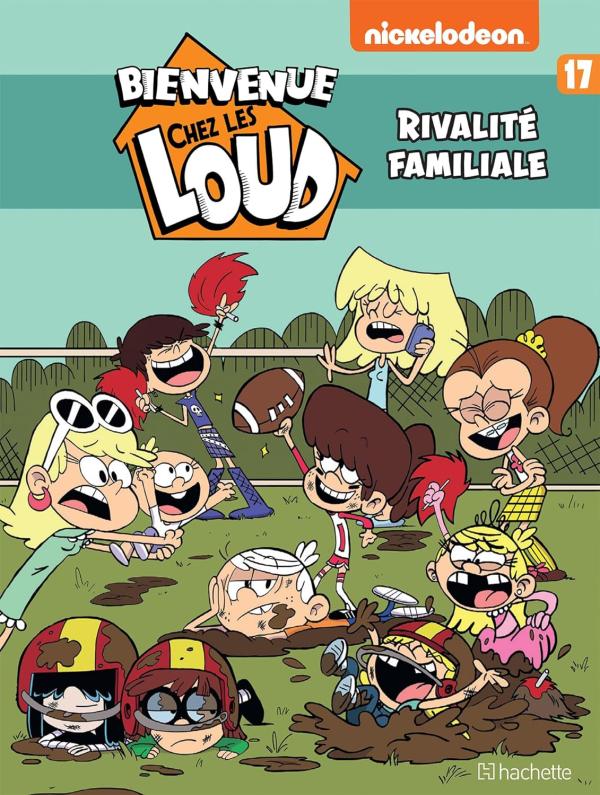 nickelodeon
17
BIENVENUE
CHEZ LES
LOUD
RIVALITÉ
FAMILIALE
hachette